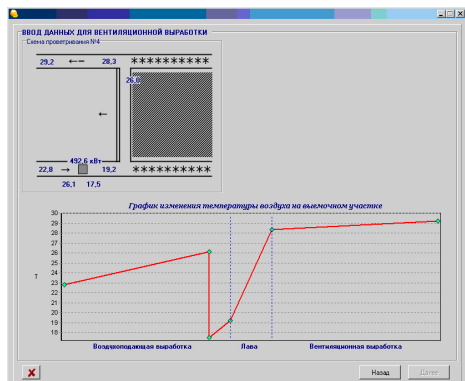 ВВОД ДАННЫХ ДЛЯ ВЕНТИЛЯЦИОННОЙ ВЫРАБОТКИ
Схема проветривания №4
29,2 ←– 28,3 **********
26,0
←
492,6 кВт
22,8 → 19,2 **********
26,1 17,5
График изменения температуры воздуха на выемочном участке
30
29
28
27
26
25
24
23
22
21
20
19
18
T
Воздухоподающая выработка Лава Вентиляционная выработка
Назад Далее